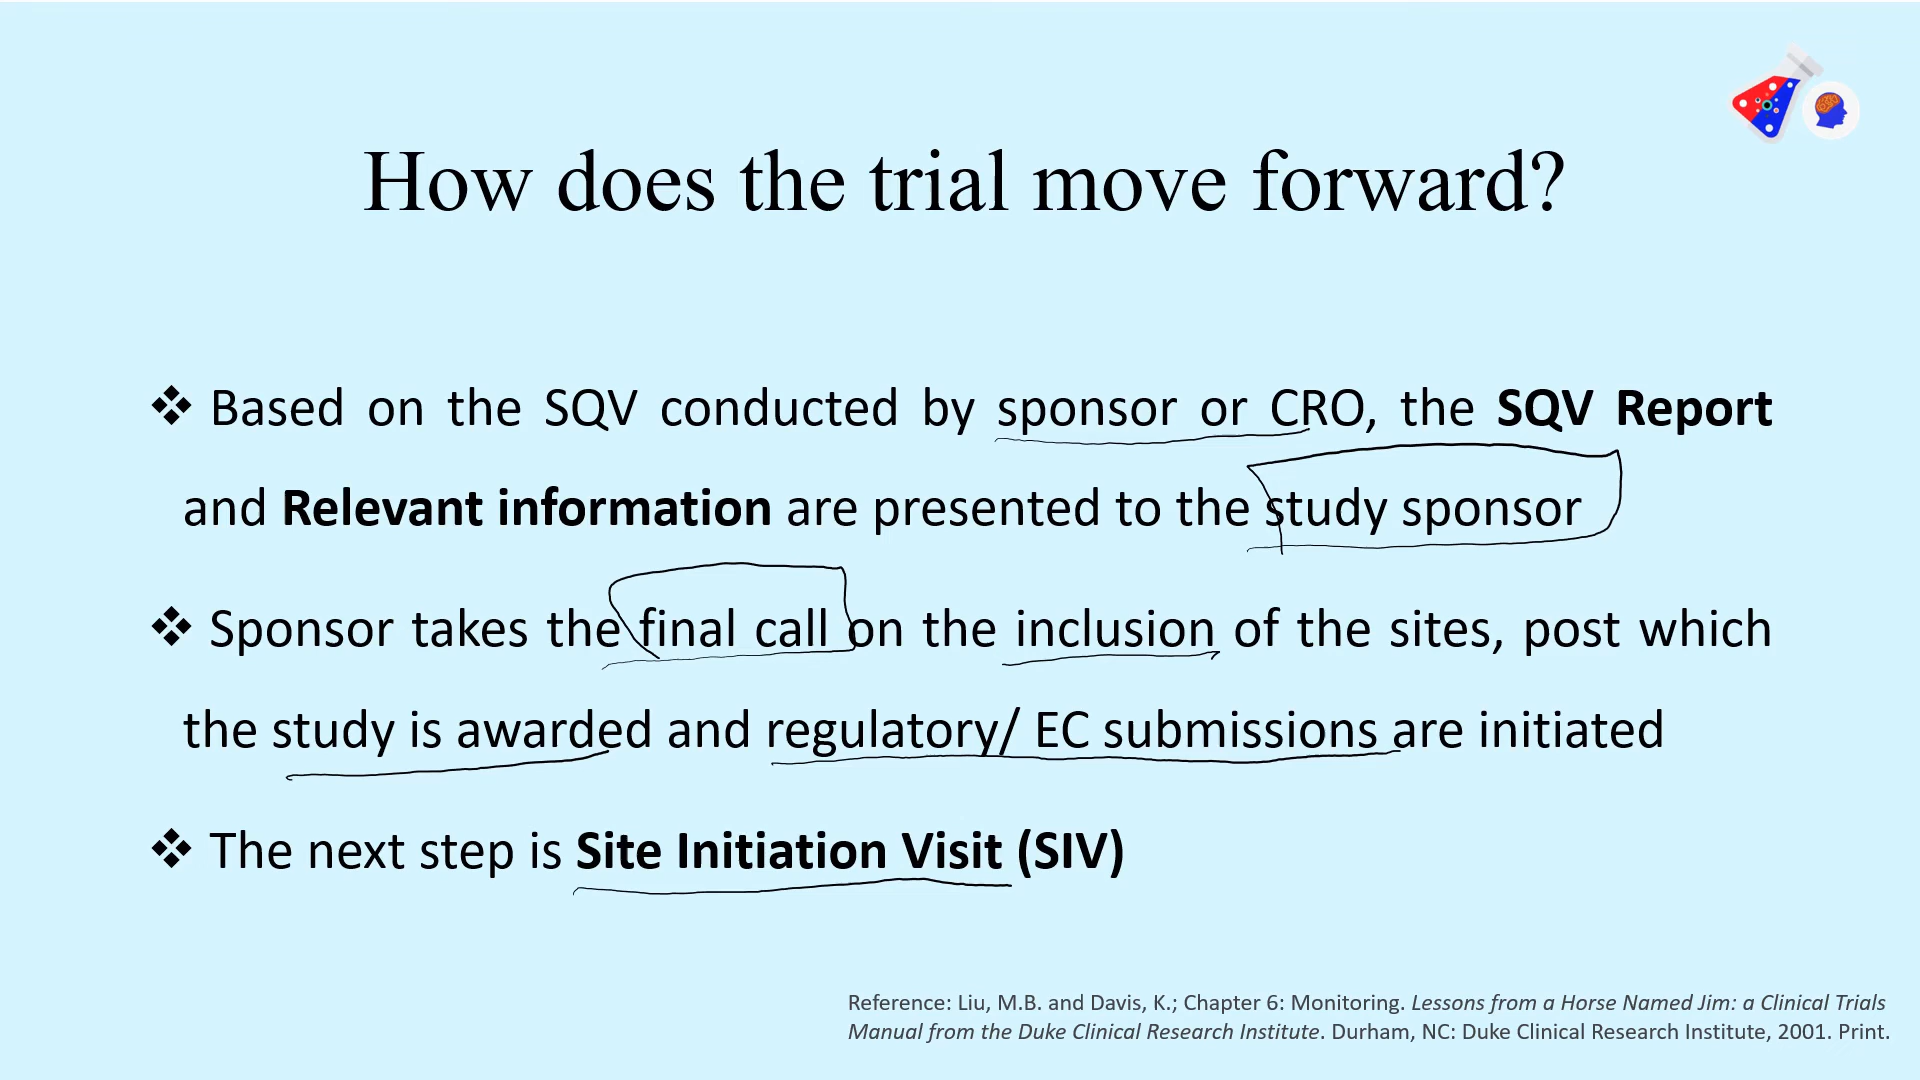 How does the trial move forward?
❖ Based on the SQV conducted by sponsor or CRO, the SQV Report
and Relevant information are presented to the study sponsor
❖ Sponsor takes the final call on the inclusion of the sites, post which
the study is awarded and regulatory/ EC submissions are initiated
❖ The next step is Site Initiation Visit (SIV)
Reference: Liu, M.B. and Davis, K.; Chapter 6: Monitoring. Lessons from a Horse Named Jim: a Clinical Trials
Manual from the Duke Clinical Research Institute. Durham, NC: Duke Clinical Research Institute, 2001. Print.